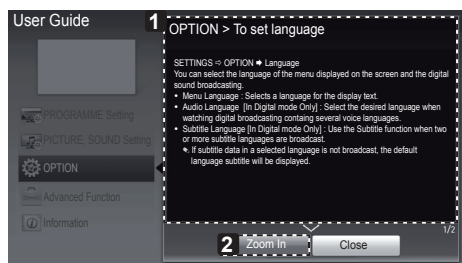 User Guide
1
OPTION > To set language
SETTINGS ⇨ OPTION ➡ Language
You can select the language of the menu displayed on the screen and the digital
sound broadcasting.
• Menu Language : Selects a language for the display text.
• Audio Language [In Digital mode Only] : Select the desired language when
watching digital broadcasting containg several voice languages.
• Subtitle Language [In Digital mode Only] : Use the Subtitle function when two
or more subtitle languages are broadcast.
✎ If subtitle data in a selected language is not broadcast, the default
language subtitle will be displayed.
PROGRAMME Setting
PICTURE, SOUND Setting
OPTION
Advanced Function
Information
1/2
2
Zoom In
Close